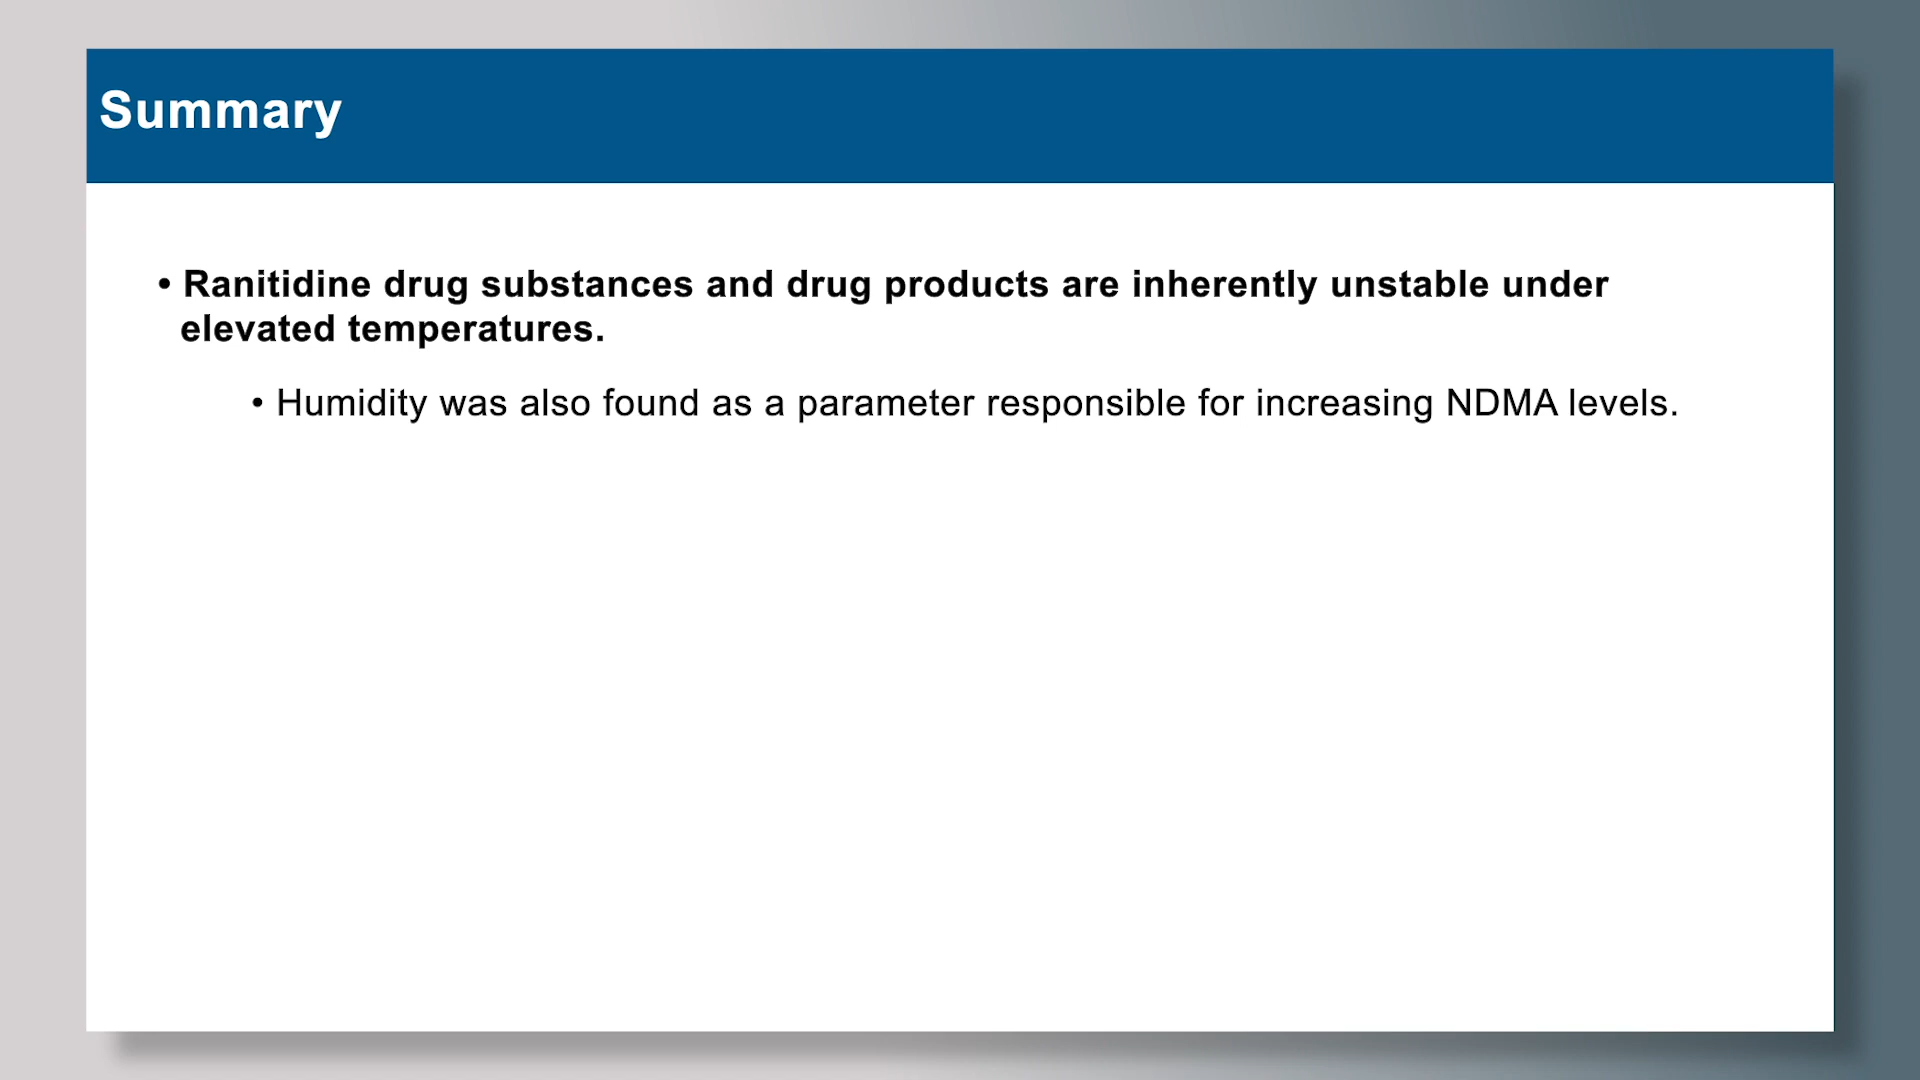 Summary
• Ranitidine drug substances and drug products are inherently unstable under
elevated temperatures.
• Humidity was also found as a parameter responsible for increasing NDMA levels.